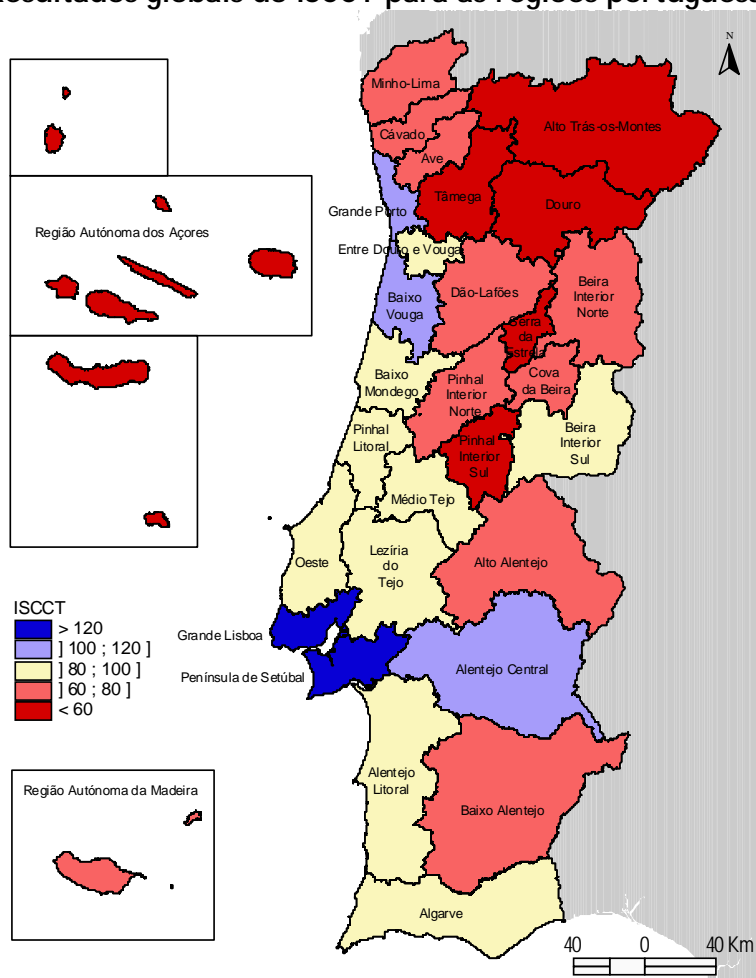 N
Minho-Lima
Alto Trás-os-Montes
Cávado
Ave
Tâmega
Douro
Grande Porto
Região Autónoma dos Açores
Entre Douro e Vouga
Dão-Lafões
Beira
Interior
Norte
Baixo
Vouga
Serra
da
Estrela
Baixo
Mondego
Pinhal
Interior
Norte
Cova
da Beira
Pinhal
Litoral
Beira
Interior
Sul
Pinhal
Interior
Sul
Médio Tejo
Oeste
Lezíria
do
Tejo
Alto Alentejo
ISCCT
> 120
] 100 ; 120 ]
] 80 ; 100 ]
] 60 ; 80 ]
< 60
Grande Lisboa
Península de Setúbal
Alentejo Central
Região Autónoma da Madeira
Alentejo
Litoral
Baixo Alentejo
Algarve
40 0 40 Km